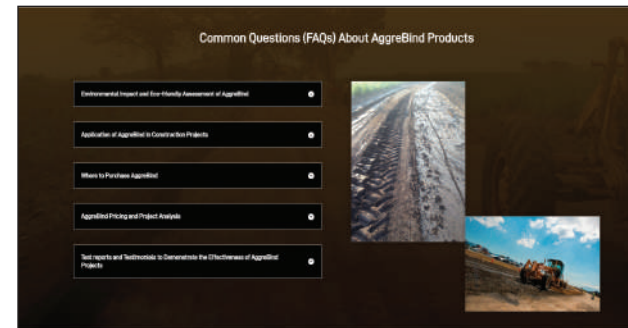 Common Questions (FAQs) About AggreBind Products
Environmental Impact and Eco-friendly Assessment of AggreBind
Application of AggreBind in Construction Projects
Where to Purchase AggreBind
AggreBind Pricing and Project Analysis
Test reports and Testimonials to Demonstrate the Effectiveness of AggreBind
Projects